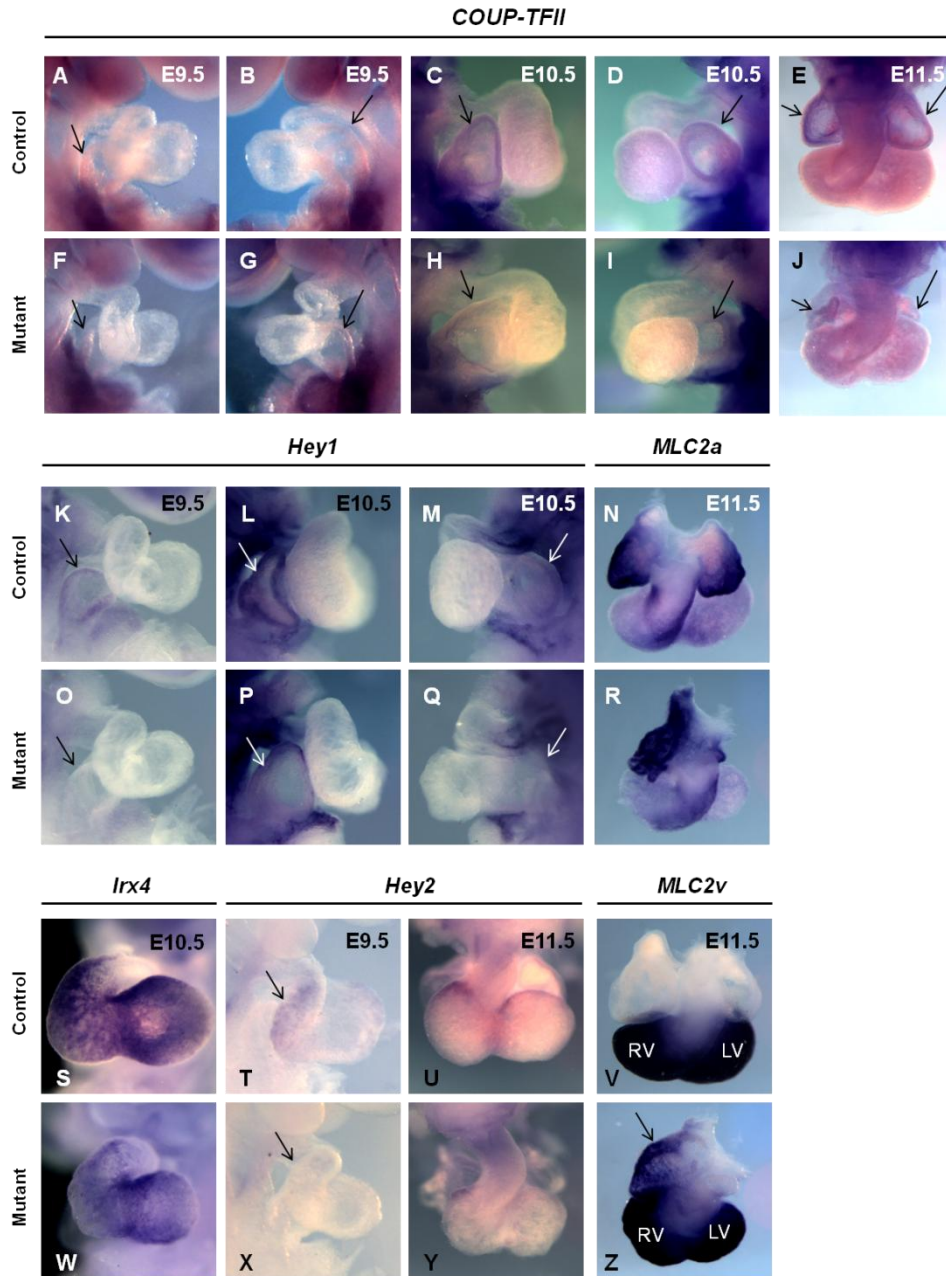 COUP-TFII
A E9.5 B E9.5 C E10.5 D E10.5 E E11.5
Control
F G H I J
Mutant
Hey1 MLC2a
K E9.5 L E10.5 M E10.5 N E11.5
Control
O P Q R
Mutant
Irx4 Hey2 MLC2v
E10.5 E9.5 E11.5 E11.5
Control
RV LV
S T U V
Mutant
RV LV
W X Y Z